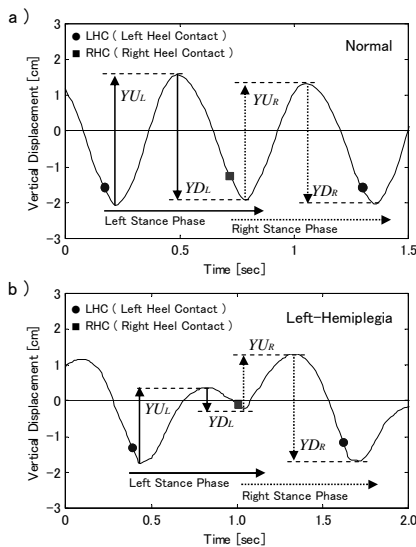 a )
LHC ( Left Heel Contact )
RHC ( Right Heel Contact )
Normal
Vertical Displacement [cm]
3
2
1
0
-1
-2
-3
YUL
YDL
YUR
YDR
Left Stance Phase
Right Stance Phase
0
0.5
1
1.5
Time [sec]
b )
LHC ( Left Heel Contact )
RHC ( Right Heel Contact )
Left-Hemiplegia
Vertical Displacement [cm]
3
2
1
0
-1
-2
-3
YUL
YDL
YUR
YDR
Left Stance Phase
Right Stance Phase
0
0.5
1.0
1.5
2.0
Time [sec]